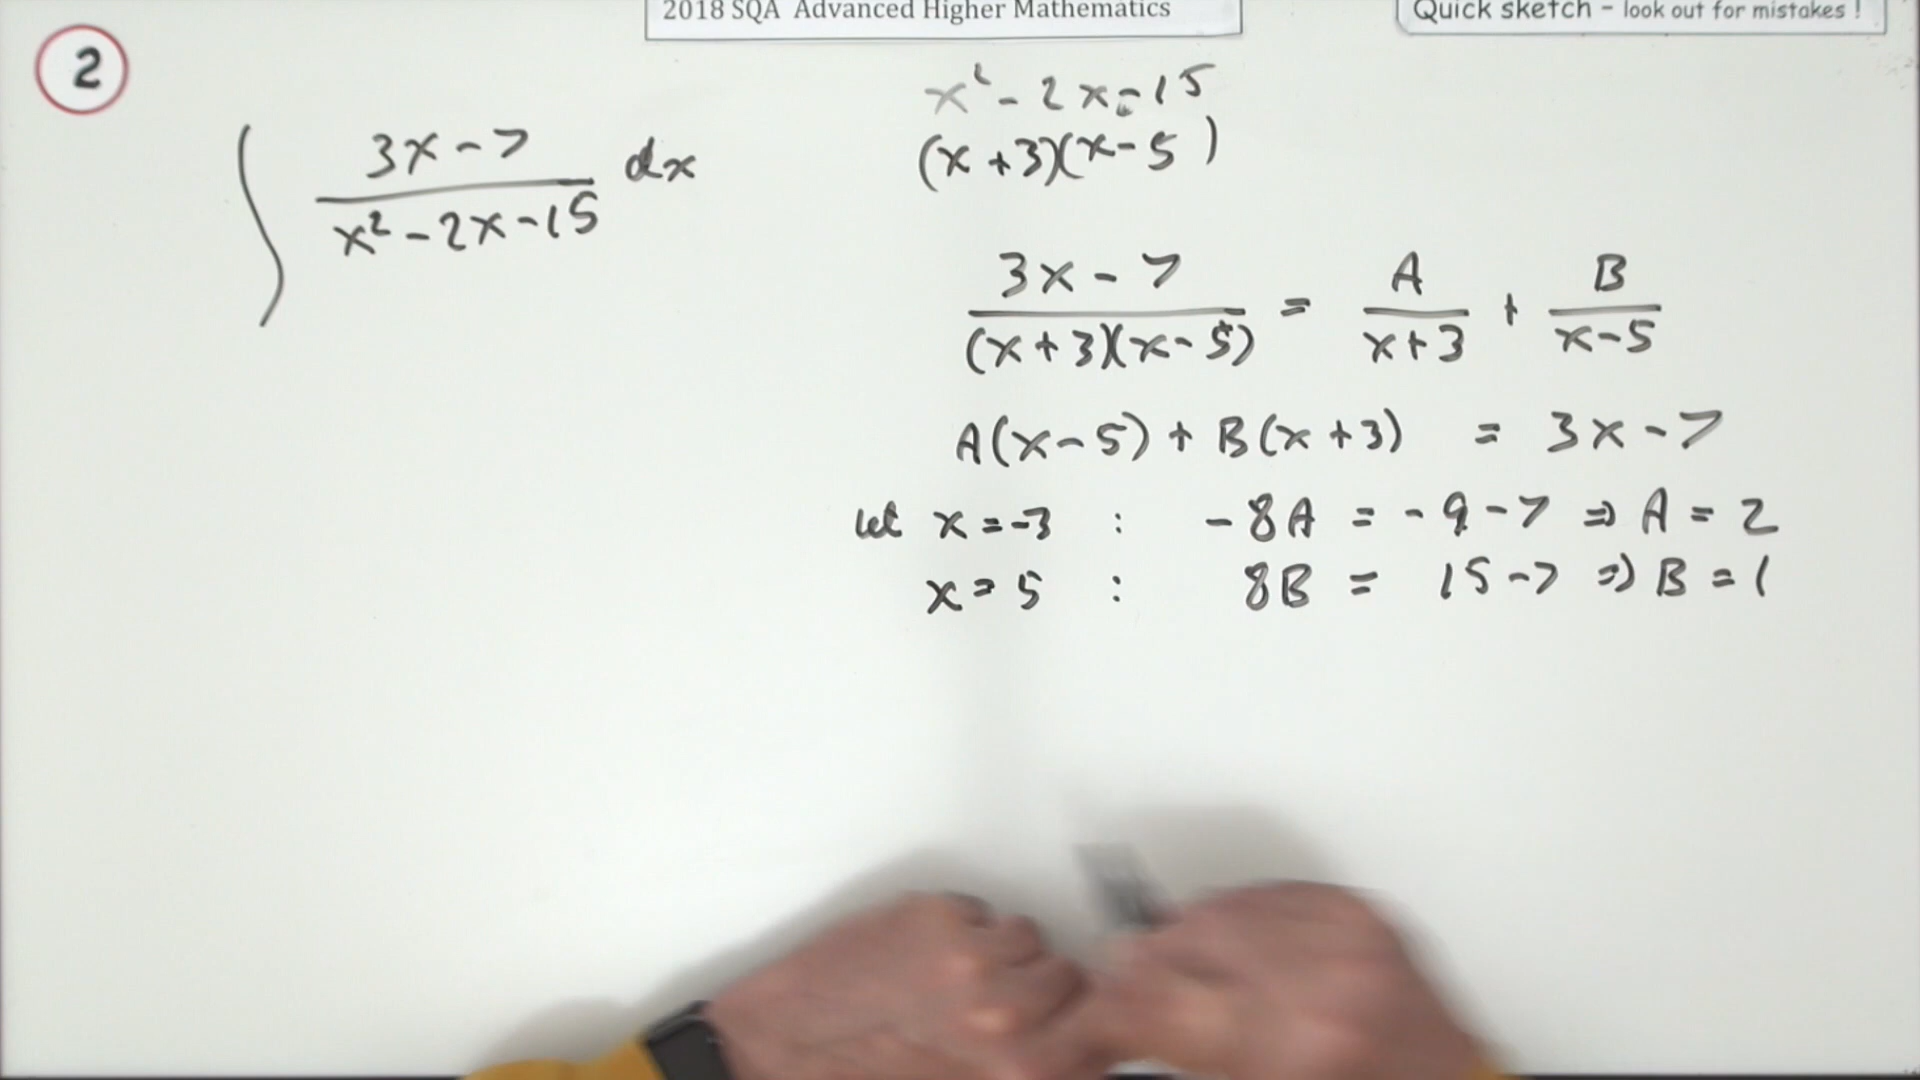 2018 SQA Advanced Higher Mathematics
Quick sketch – look out for mistakes !
2
∫ (3x - 7)/(x² - 2x - 15) dx
x² - 2x - 15
(x + 3)(x - 5)
(3x - 7)/((x + 3)(x - 5)) = A/(x + 3) + B/(x - 5)
A(x - 5) + B(x + 3) = 3x - 7
let x = -3 : - 8A = - 9 - 7 ⇒ A = 2
x = 5 : 8B = 15 - 7 ⇒ B = 1